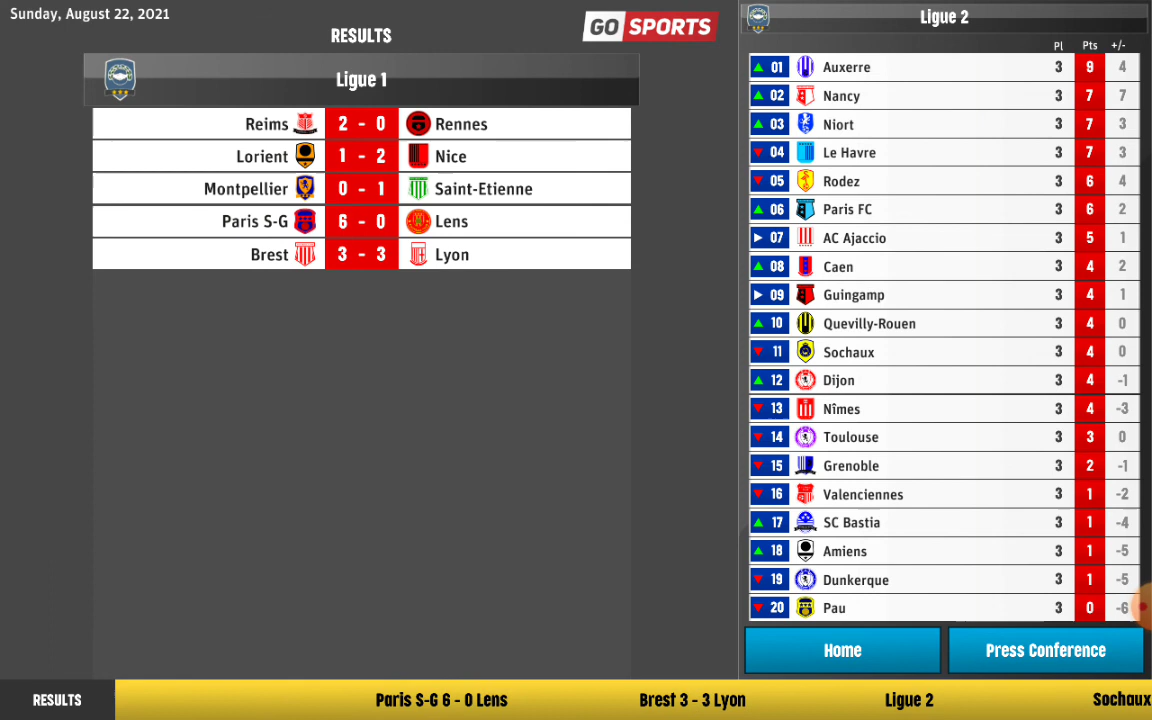 Sunday, August 22, 2021
RESULTS
GO SPORTS
Ligue 1
Reims 2 - 0 Rennes
Lorient 1 - 2 Nice
Montpellier 0 - 1 Saint-Etienne
Paris S-G 6 - 0 Lens
Brest 3 - 3 Lyon
Ligue 2
Pl Pts +/-
01 Auxerre 3 9 4
02 Nancy 3 7 7
03 Niort 3 7 3
04 Le Havre 3 7 3
05 Rodez 3 6 4
06 Paris FC 3 6 2
07 AC Ajaccio 3 5 1
08 Caen 3 4 2
09 Guingamp 3 4 1
10 Quevilly-Rouen 3 4 0
11 Sochaux 3 4 0
12 Dijon 3 4 -1
13 Nîmes 3 4 -3
14 Toulouse 3 3 0
15 Grenoble 3 2 -1
16 Valenciennes 3 1 -2
17 SC Bastia 3 1 -4
18 Amiens 3 1 -5
19 Dunkerque 3 1 -5
20 Pau 3 0 -6
Home Press Conference
RESULTS Paris S-G 6 - 0 Lens Brest 3 - 3 Lyon Ligue 2 Sochaux